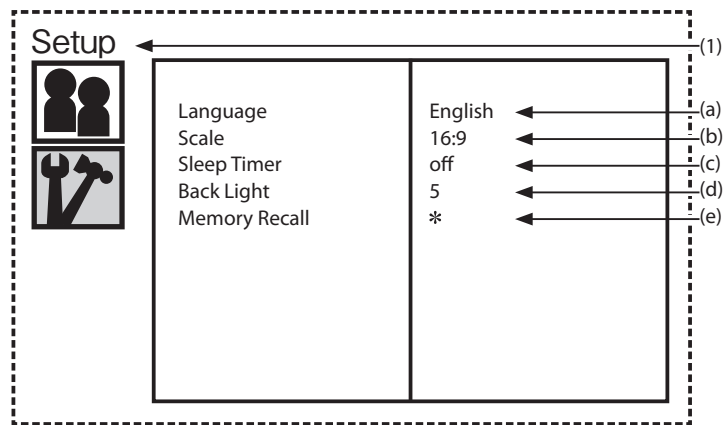 Setup (1)
Language English (a)
Scale 16:9 (b)
Sleep Timer off (c)
Back Light 5 (d)
Memory Recall * (e)